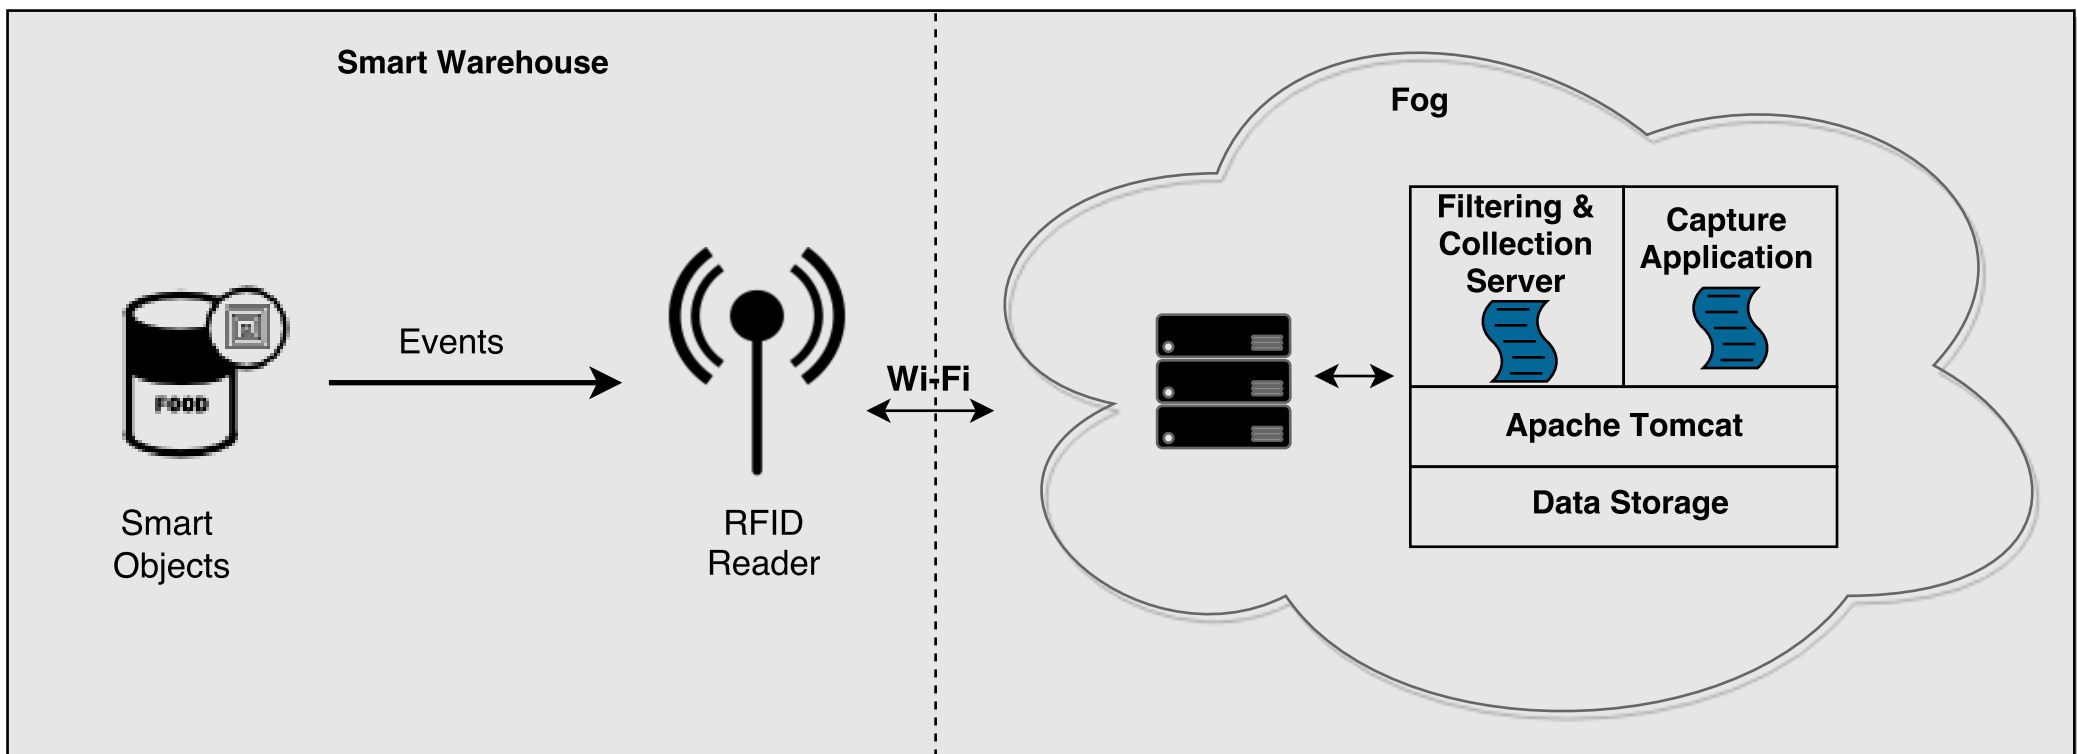 Smart Warehouse
Fog
Filtering &
Collection
Server
Capture
Application
Events
FOOD
Wi-Fi
Apache Tomcat
Data Storage
Smart
Objects
RFID
Reader